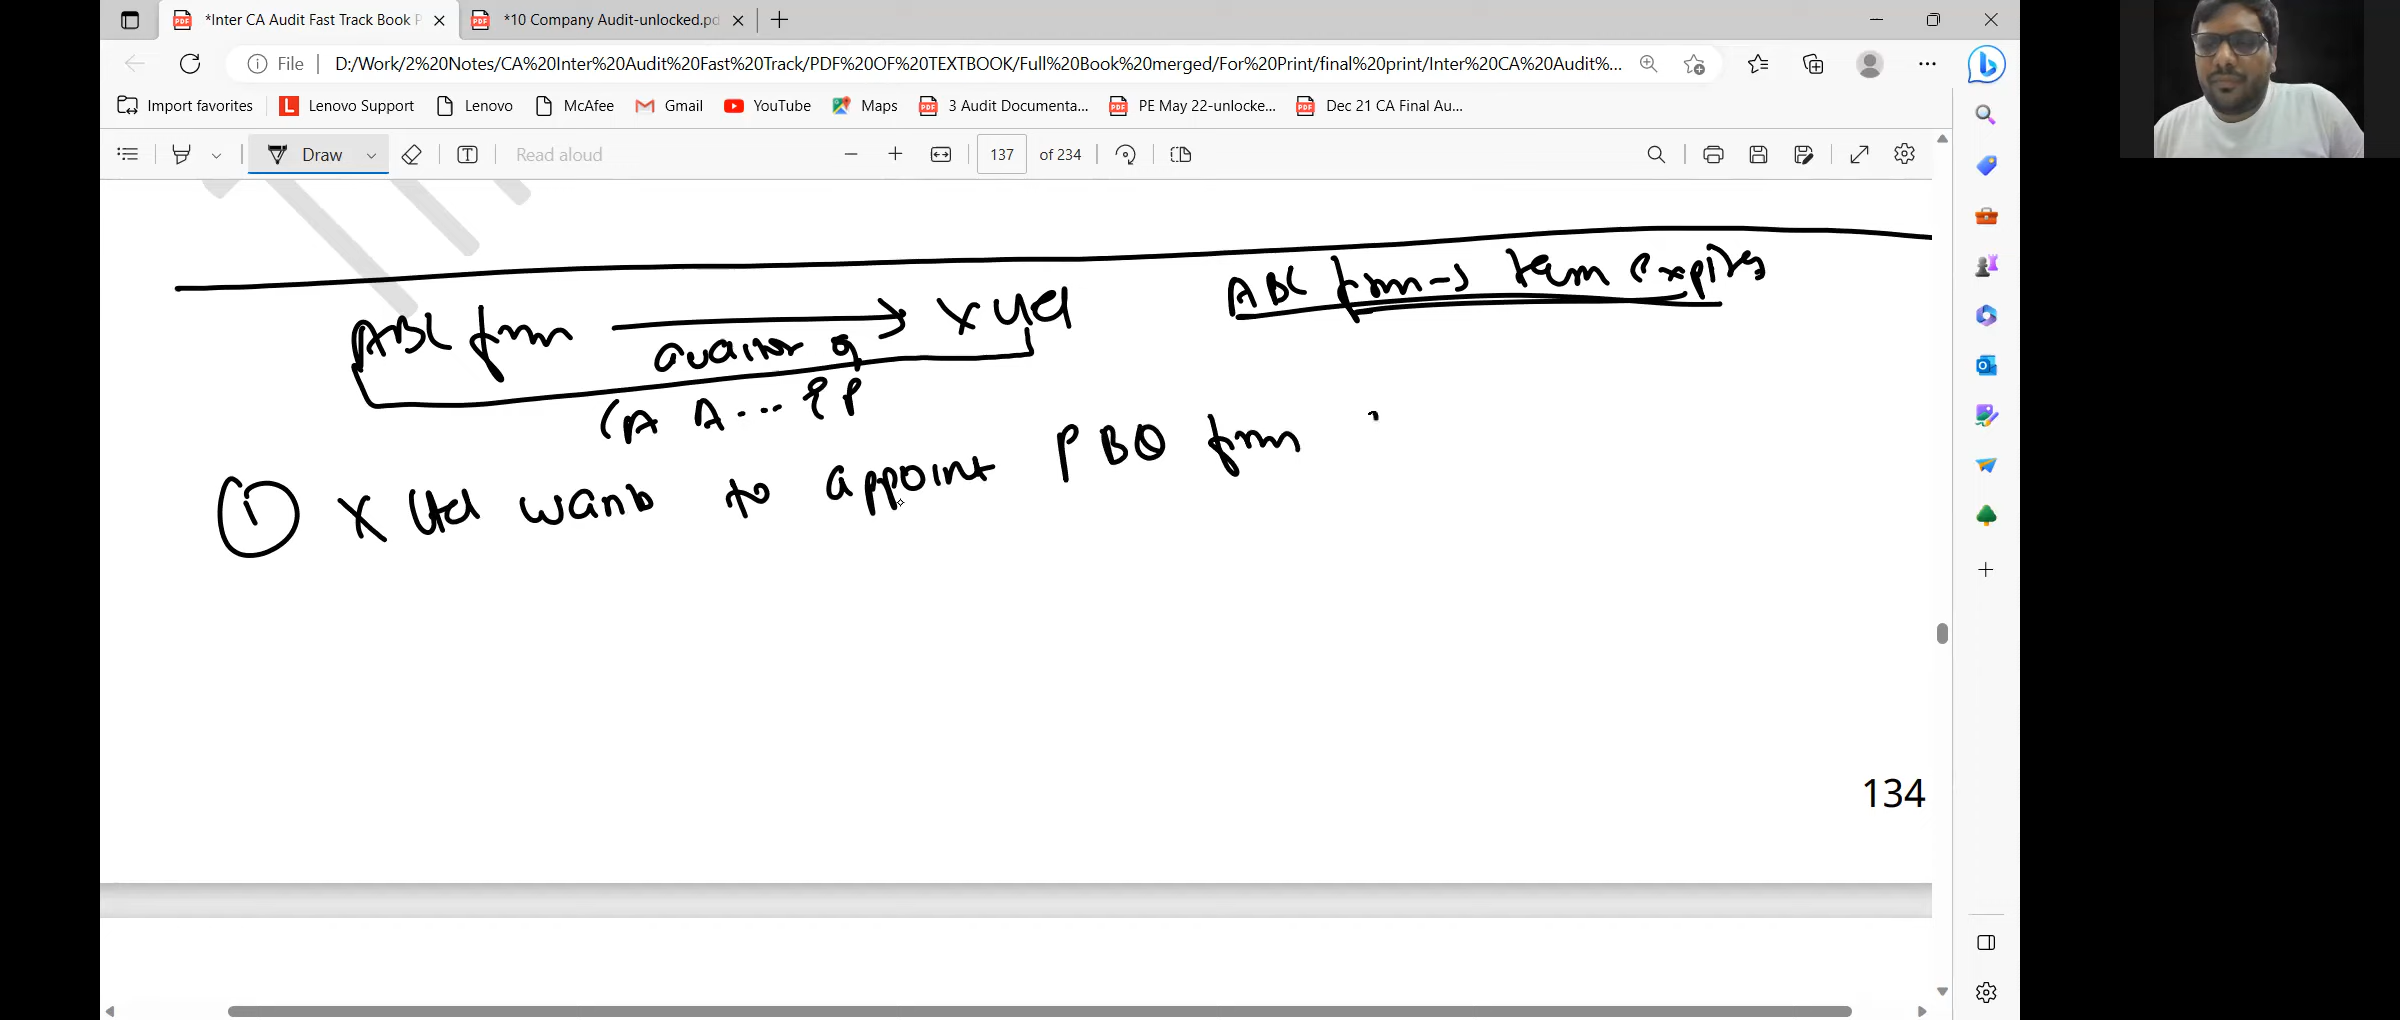 *Inter CA Audit Fast Track Book P
*10 Company Audit-unlocked.pd
File D:/Work/2%20Notes/CA%20Inter%20Audit%20Fast%20Track/PDF%20OF%20TEXTBOOK/Full%20Book%20merged/For%20Print/final%20print/Inter%20CA%20Audit%...
Import favorites Lenovo Support Lenovo McAfee Gmail YouTube Maps 3 Audit Documenta... PE May 22-unlocke... Dec 21 CA Final Au...
Draw Read aloud 137 of 234
ABC firm → term expires
ABC firm → X Ltd
auditor of
(A A ... P
① X Ltd wants to appoint PBQ firm
134